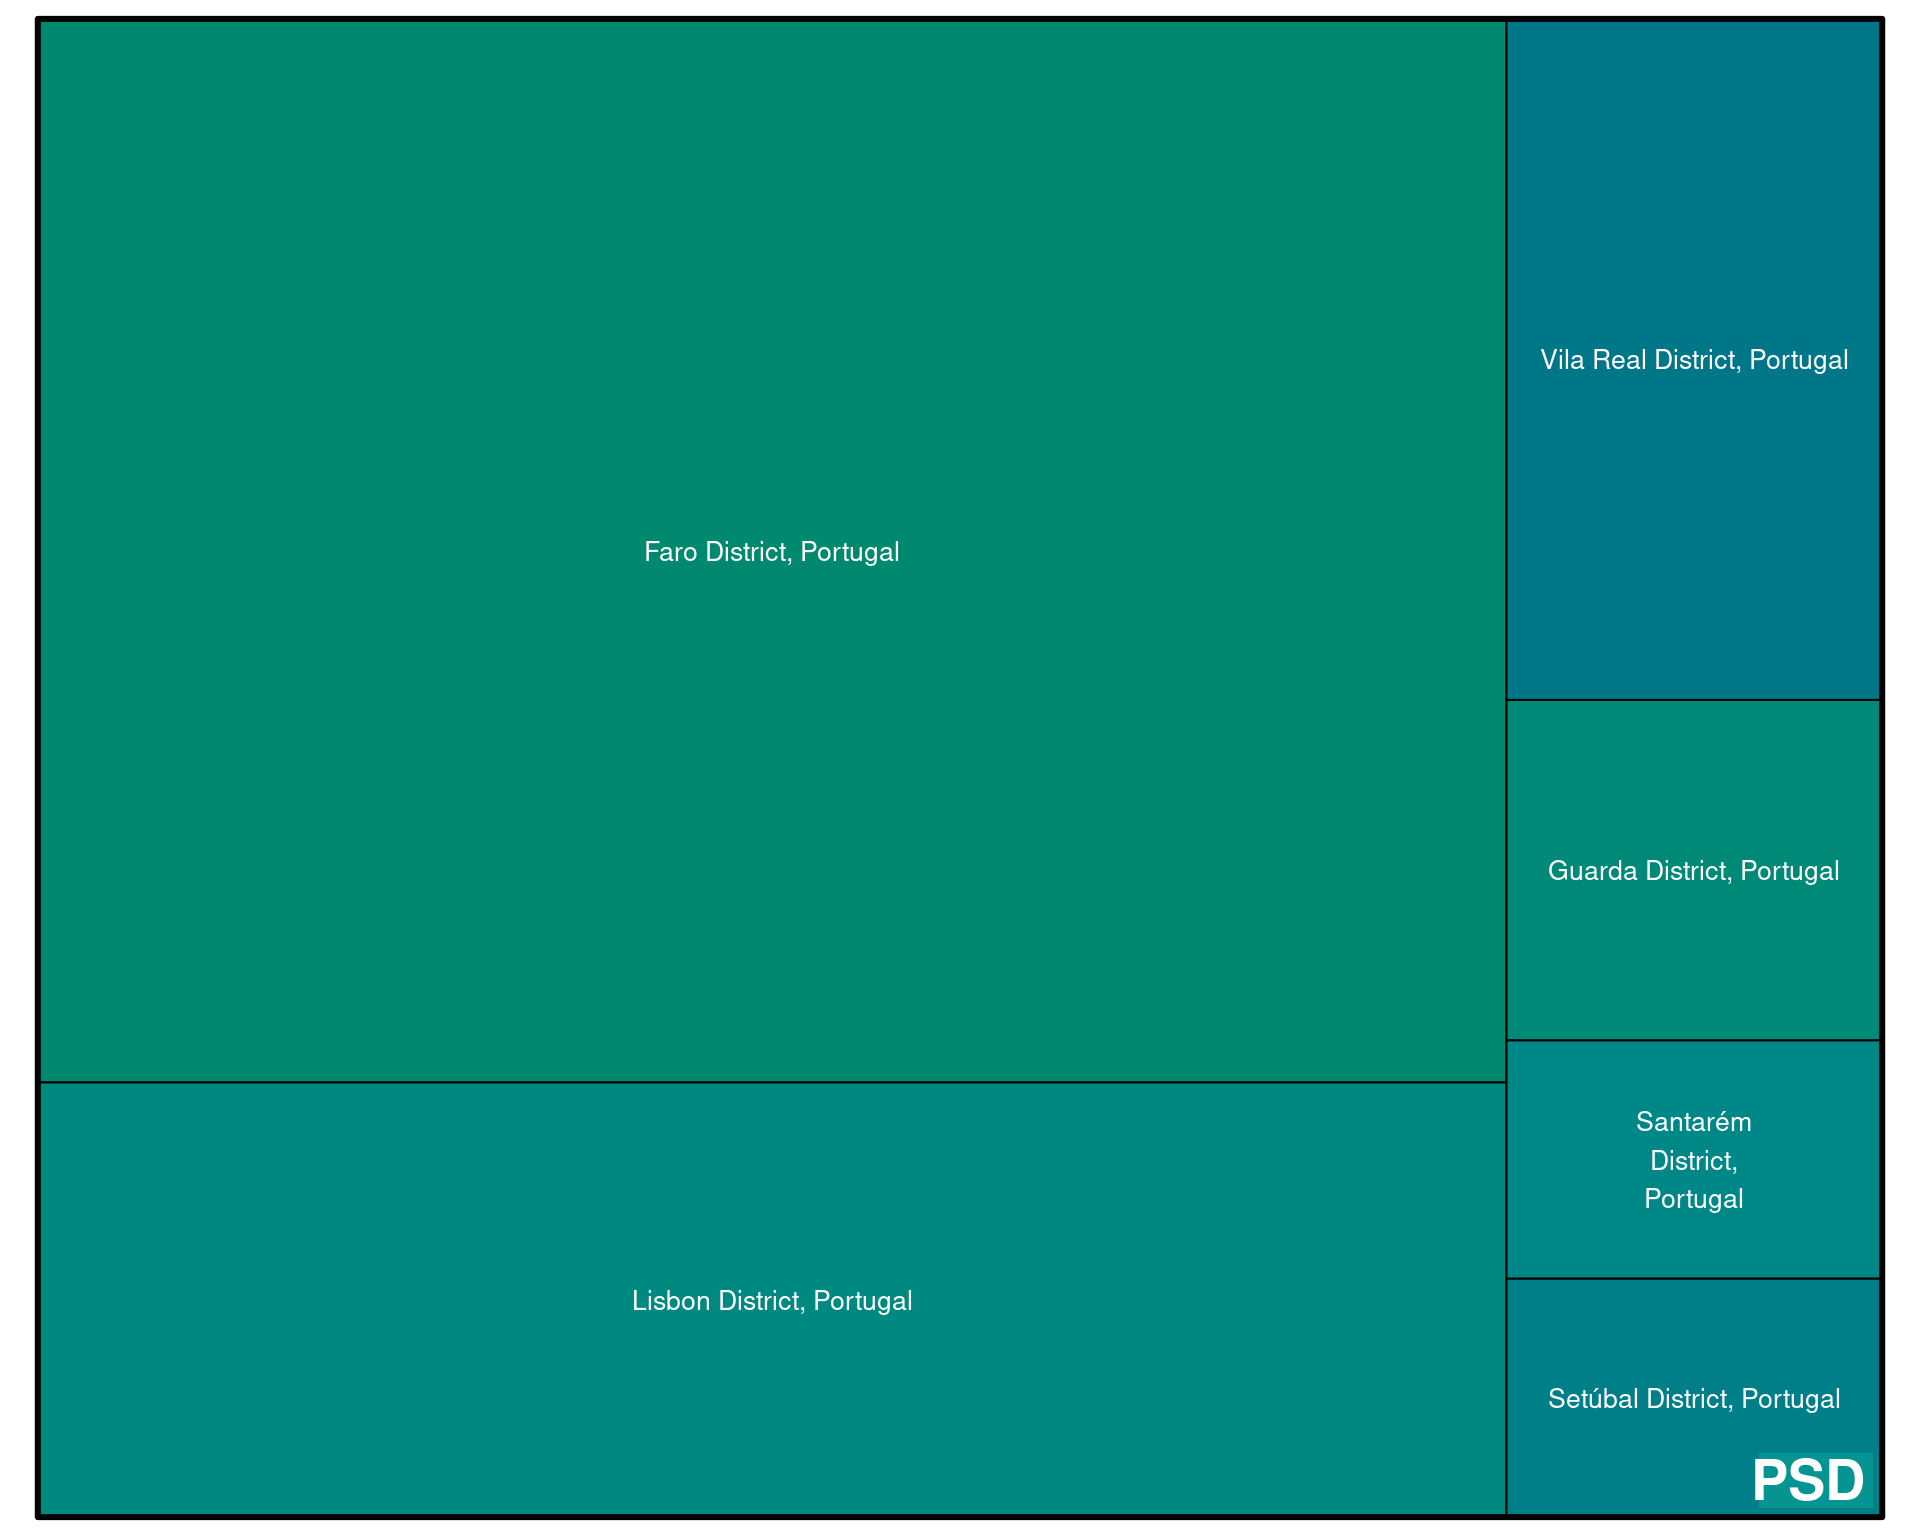 Faro District, Portugal
Lisbon District, Portugal
Vila Real District, Portugal
Guarda District, Portugal
Santarém
District,
Portugal
Setúbal District, Portugal
PSD